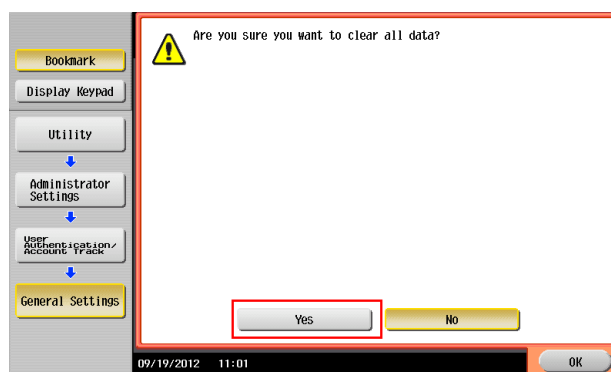 Are you sure you want to clear all data?
Bookmark
Display Keypad
Utility
Administrator
Settings
User
Authentication/
Account Track
General Settings
Yes
No
09/19/2012 11:01
OK